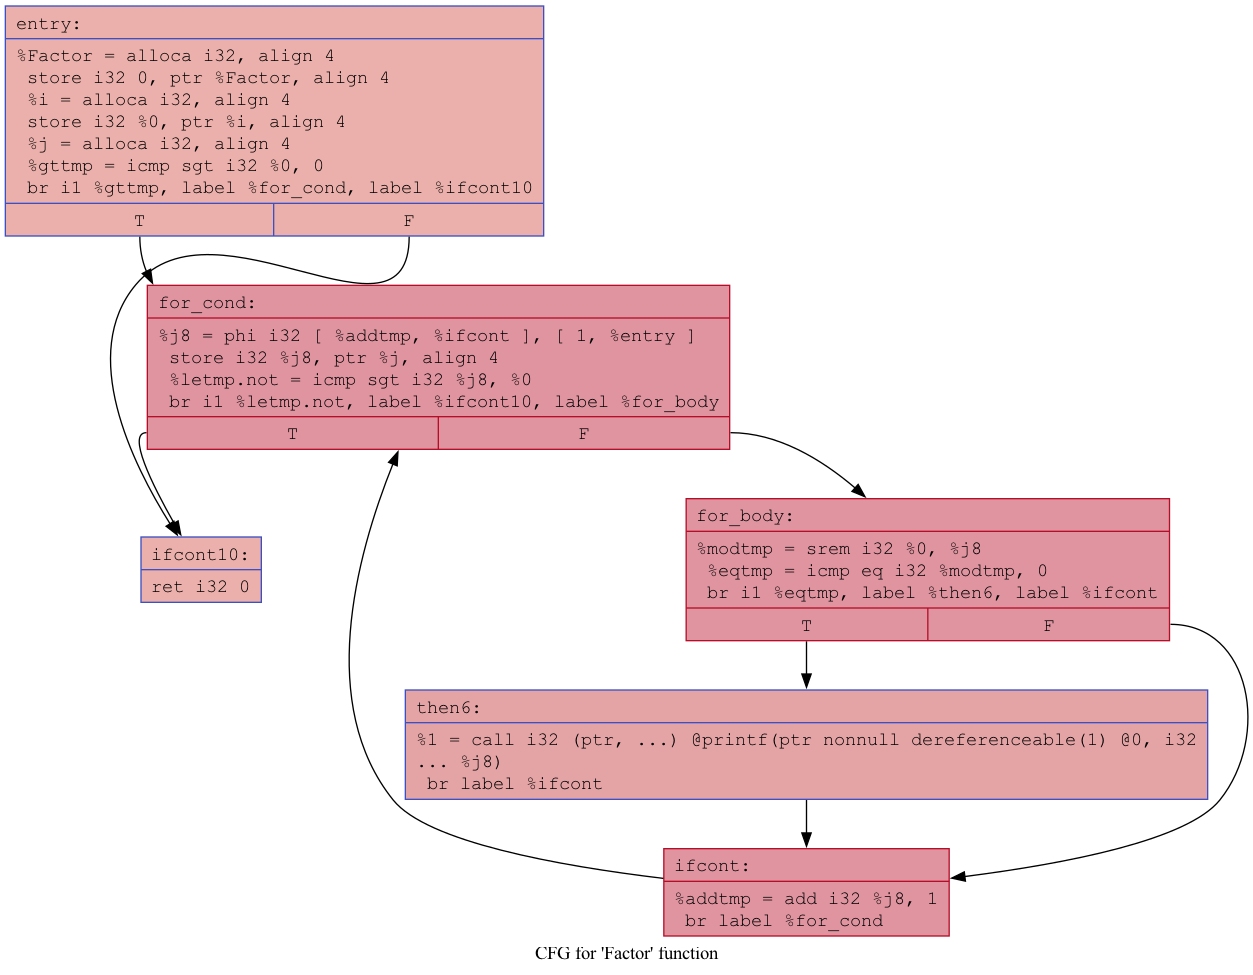 entry:
%Factor = alloca i32, align 4
store i32 0, ptr %Factor, align 4
%i = alloca i32, align 4
store i32 %0, ptr %i, align 4
%j = alloca i32, align 4
%gttmp = icmp sgt i32 %0, 0
br i1 %gttmp, label %for_cond, label %ifcont10
T F
for_cond:
%j8 = phi i32 [ %addtmp, %ifcont ], [ 1, %entry ]
store i32 %j8, ptr %j, align 4
%letmp.not = icmp sgt i32 %j8, %0
br i1 %letmp.not, label %ifcont10, label %for_body
T F
ifcont10:
ret i32 0
for_body:
%modtmp = srem i32 %0, %j8
%eqtmp = icmp eq i32 %modtmp, 0
br i1 %eqtmp, label %then6, label %ifcont
T F
then6:
%1 = call i32 (ptr, ...) @printf(ptr nonnull dereferenceable(1) @0, i32
... %j8)
br label %ifcont
ifcont:
%addtmp = add i32 %j8, 1
br label %for_cond
CFG for 'Factor' function